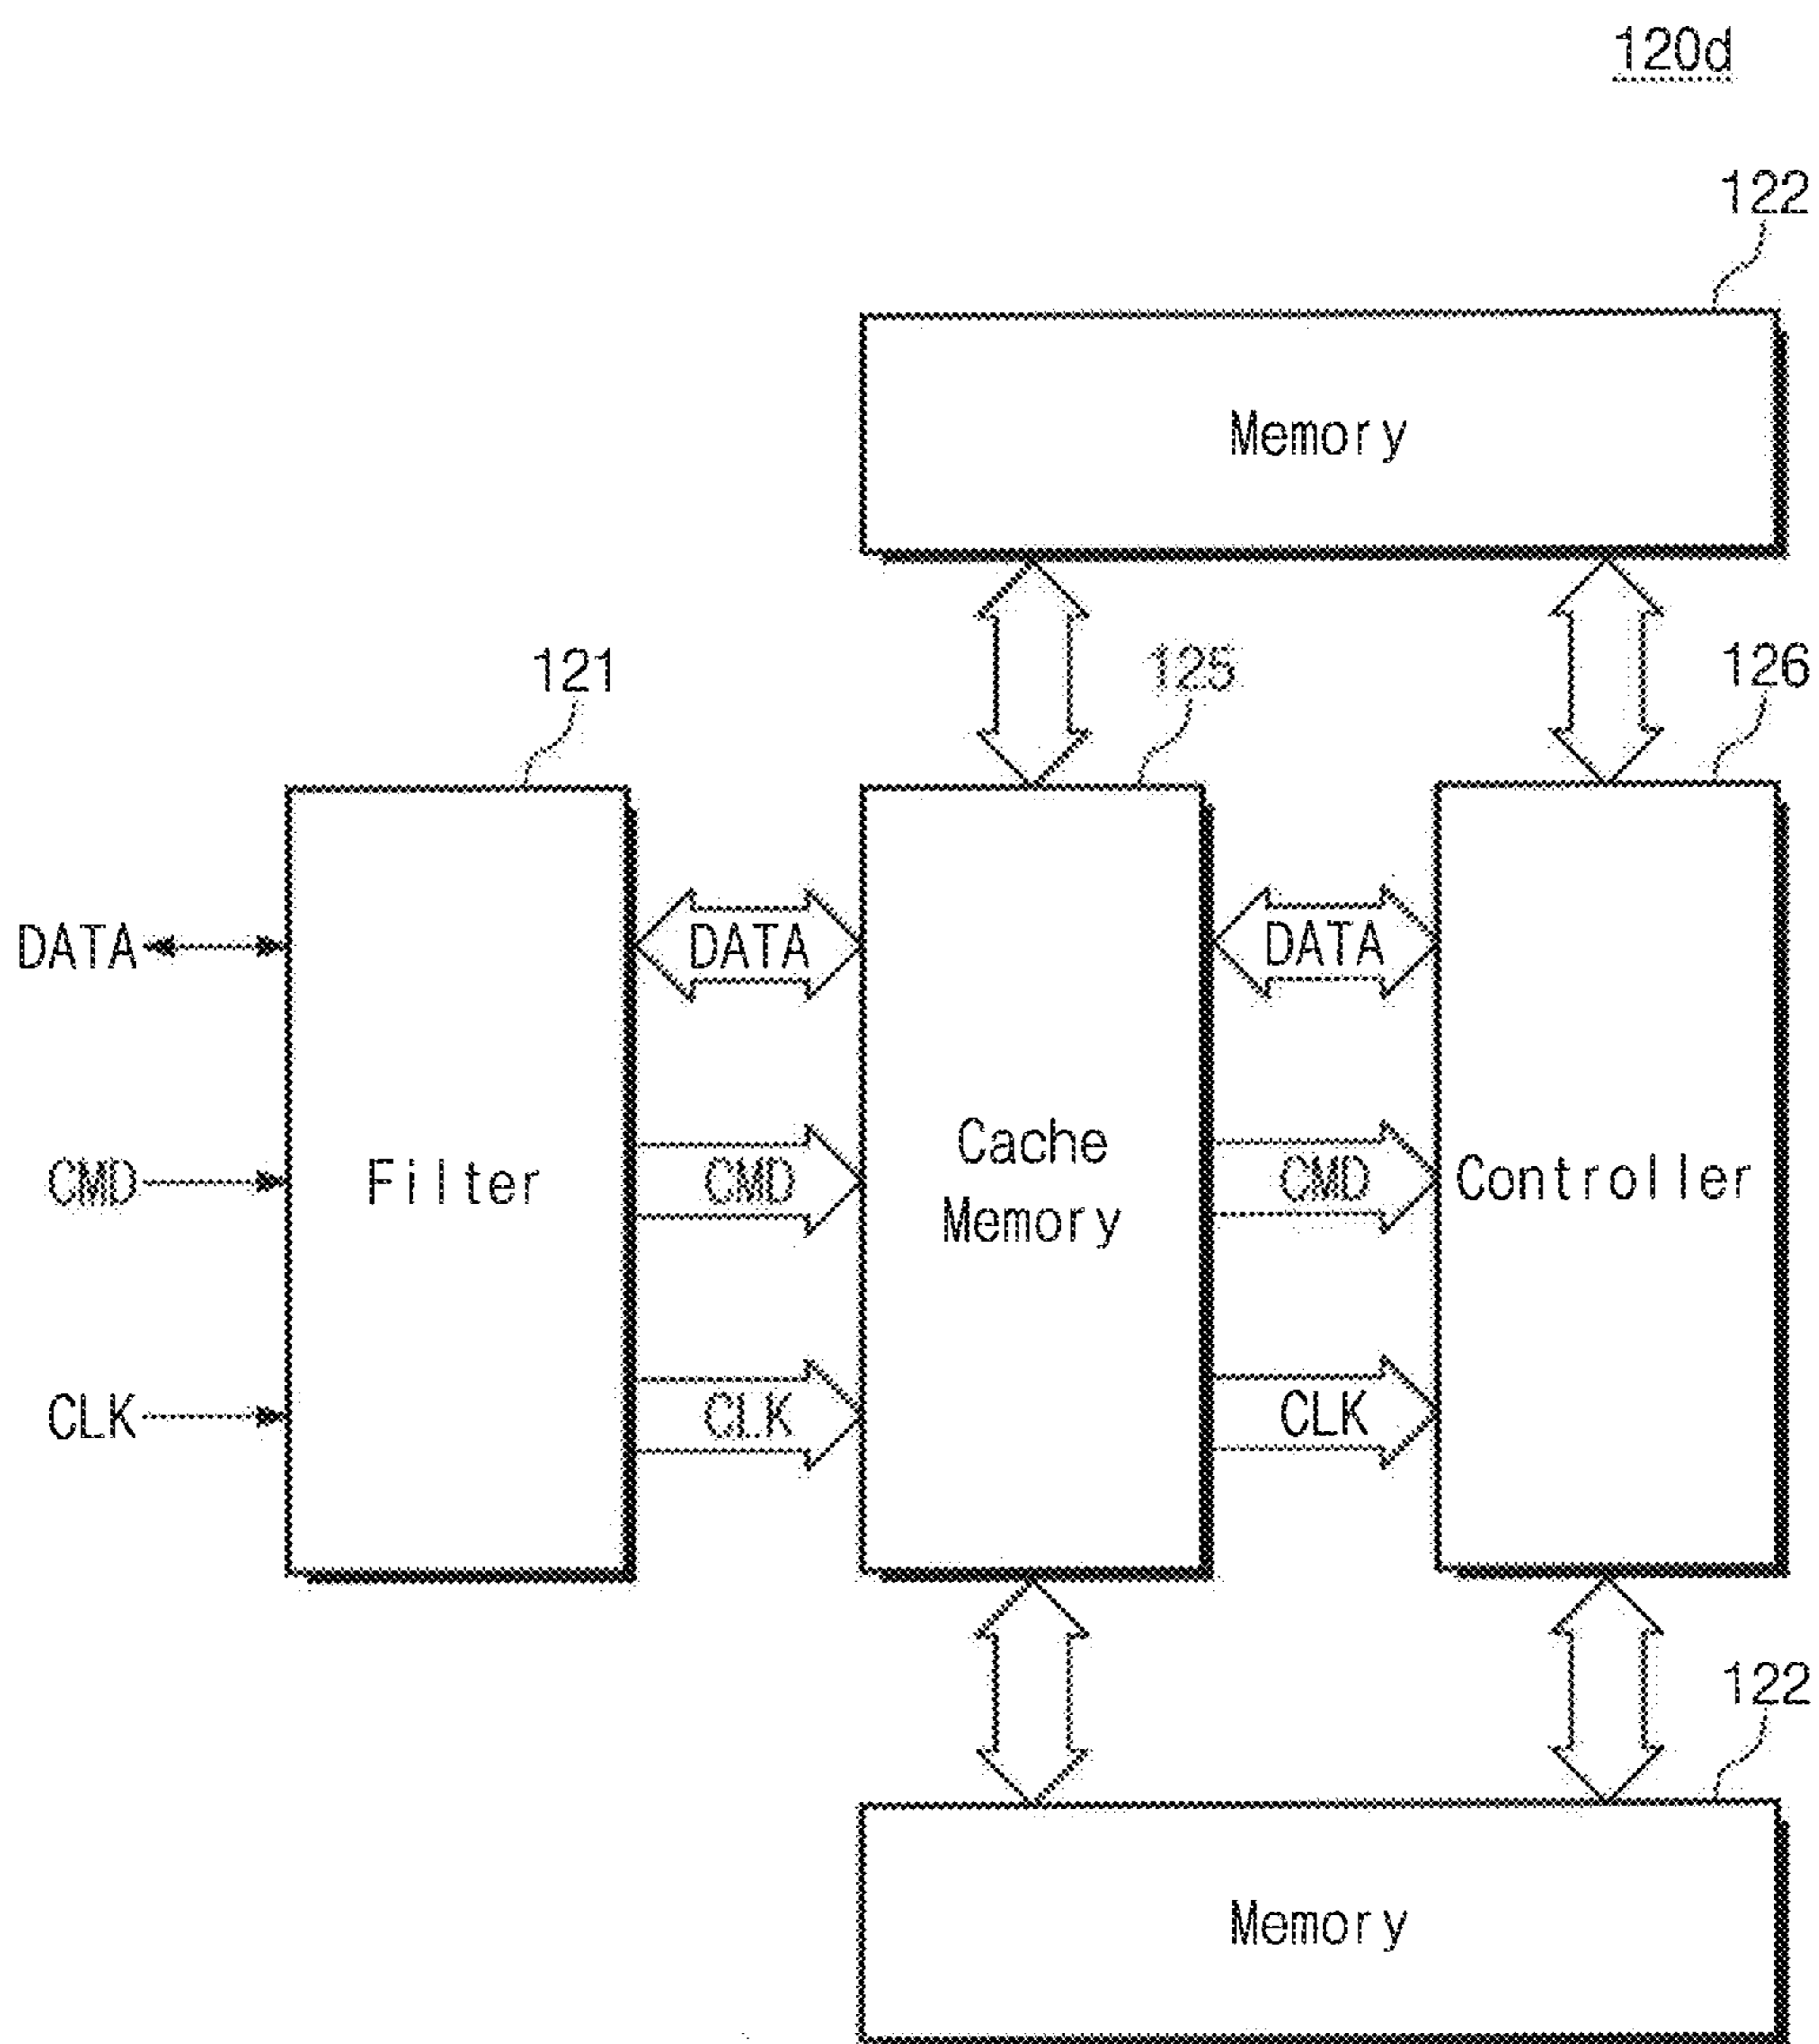 120d
122
Memory
121
125
126
DATA
DATA
DATA
CMD
Filter
CMD
Cache
Memory
CMD
Controller
CLK
CLK
CLK
122
Memory